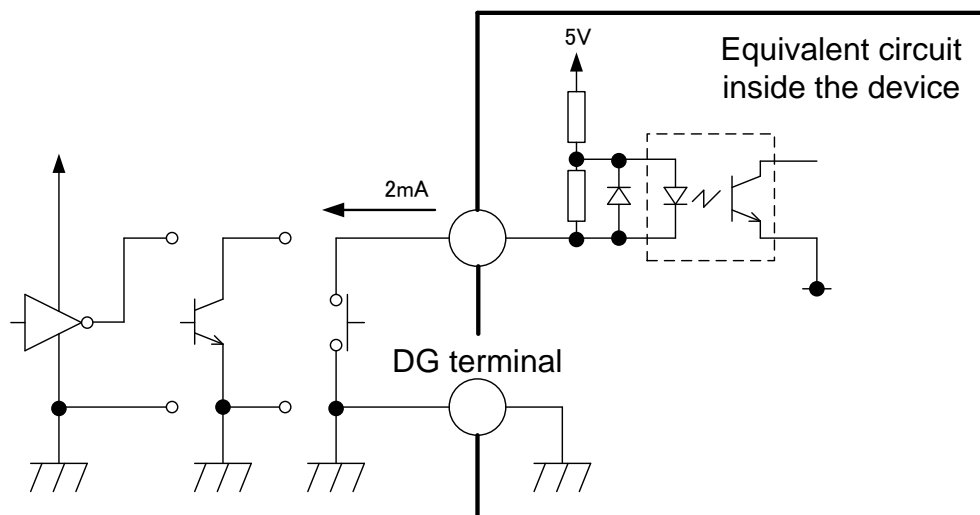 5V
Equivalent circuit
inside the device
2mA
DG terminal